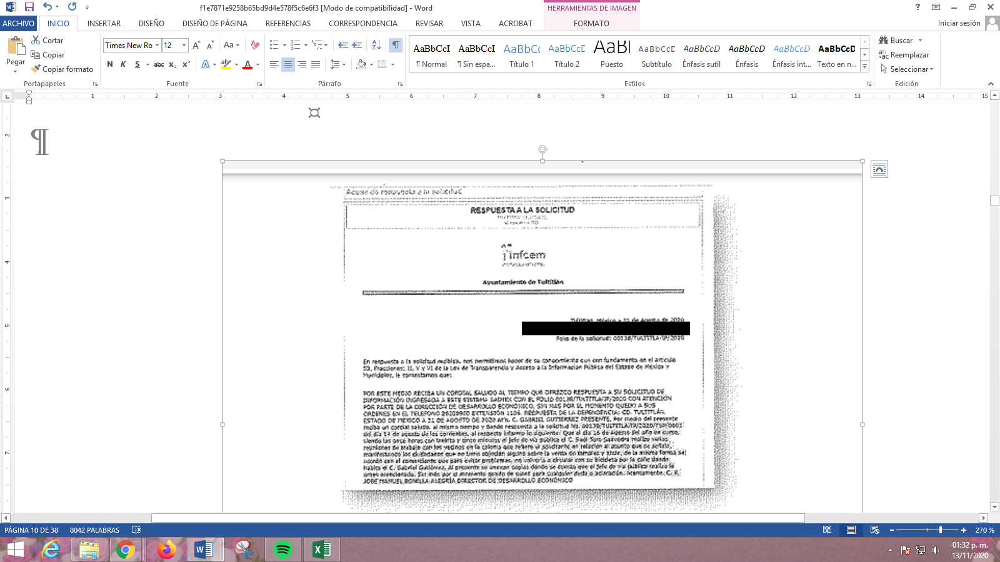 f1e7871e9258b65bd9d4e578f5c6e6f3 [Modo de compatibilidad] - Word
HERRAMIENTAS DE IMAGEN
ARCHIVO INICIO INSERTAR DISEÑO DISEÑO DE PÁGINA REFERENCIAS CORRESPONDENCIA REVISAR VISTA ACROBAT FORMATO Iniciar sesión
Pegar
Cortar
Copiar
Copiar formato
Portapapeles
Times New Ro 12
Aa
N K S abc x₂ x² A ab A
Fuente
Párrafo
AaBbCcI AaBbCcI AaBbC AaBbCcD AaB AaBbCcD AaBbCcD AaBbCcD AaBbCcD AaBbCcD
¶ Normal ¶ Sin espa... Título 1 Título 2 Puesto Subtítulo Énfasis sutil Énfasis Énfasis int... Texto en n...
Estilos
Buscar
Reemplazar
Seleccionar
Edición
1 2 3 4 5 6 7 8 9 10 11 12 13 14 15
2
3
4
5
6
7
¶
Acuse de respuesta a la solicitud
RESPUESTA A LA SOLICITUD
infoem
Ayuntamiento de Tultitlán
Tultitlan, México a 31 de Agosto de 2020
Folio de la solicitud: 00138/TULTITLA/IP/2020
En respuesta a la solicitud recibida, nos permitimos hacer de su conocimiento que con fundamento en el artículo
53, Fracciones: II, V y VI de la Ley de Transparencia y Acceso a la Información Pública del Estado de México y
Municipios, le contestamos que:
POR ESTE MEDIO RECIBA UN CORDIAL SALUDO AL TIEMPO QUE OFREZCO RESPUESTA A SU SOLICITUD DE
INFORMACIÓN INGRESADA A ESTE SISTEMA SAIMEX CON EL FOLIO 00138/TULTITLA/IP/2020 CON ATENCIÓN
POR PARTE DE LA DIRECCIÓN DE DESARROLLO ECONÓMICO, SIN MAS POR EL MOMENTO QUEDO A SUS
ORDENES EN EL TELEFONO 26208900 EXTENSIÓN 1106. RESPUESTA DE LA DEPENDENCIA: CD. TULTITLÁN,
ESTADO DE MEXICO A 31 DE AGOSTO DE 2020 C. GABRIEL GUTIERREZ PRESENTE. Por medio del presente
reciba un cordial saludo, al mismo tiempo y dando respuesta a la solicitud No. 00138/TULTITLA/IP/2020/TSP/0001
del día 14 de agosto de los corrientes, al respecto informo lo siguiente: Que el día 16 de Agosto del año en curso,
siendo las once horas con treinta y cinco minutos el jefe de vía pública el C. Saúl Toro Saavedra realizo varias
reuniones de trabajo con los vecinos en la colonia que refiere el solicitante en relación al asunto que se señala,
manifestando los ciudadanos que no tiene objeción alguna sobre la venta de tamales y atole; de la misma forma se
acordó con el comerciante que para evitar problemas, no volvería a circular con su bicicleta por la calle donde
habita el C. Gabriel Gutiérrez. Al presente se anexan copias donde se consta que el jefe de vía pública realizo lo
antes mencionado. Sin más por el momento quedo de usted para cualquier duda o aclaración. Atentamente. C. P.
JOSE MANUEL BONILLA ALEGRÍA DIRECTOR DE DESARROLLO ECONÓMICO
PÁGINA 10 DE 38 8042 PALABRAS 270 %
01:32 p. m.
13/11/2020